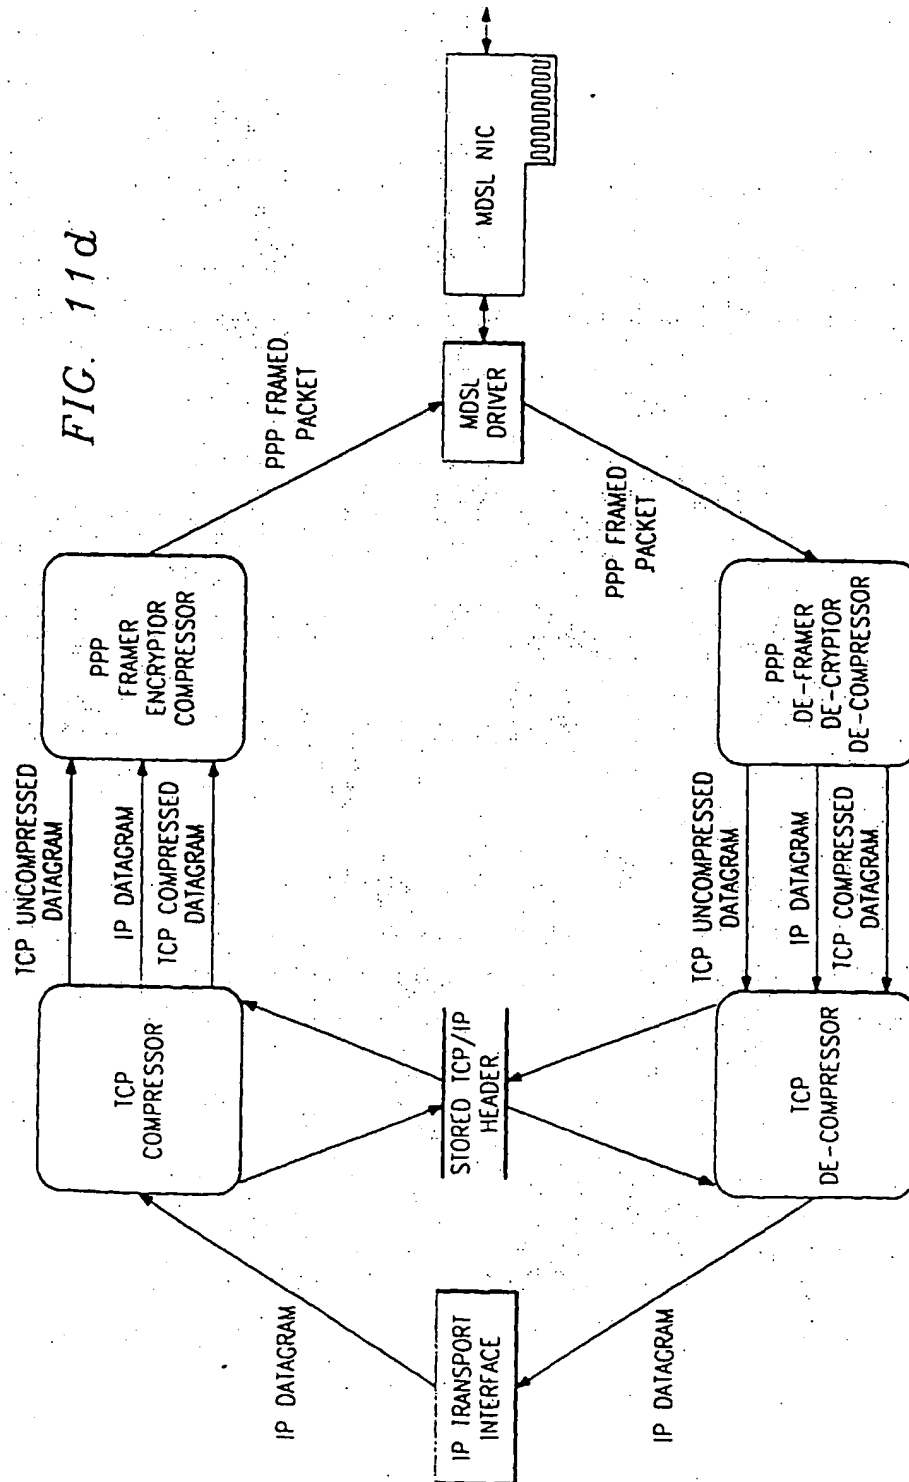 FIG. 11d
IP DATAGRAM
TCP
COMPRESSOR
TCP UNCOMPRESSED
DATAGRAM
IP DATAGRAM
TCP COMPRESSED
DATAGRAM
PPP
FRAMER
ENCRYPTOR
COMPRESSOR
PPP FRAMED
PACKET
IP TRANSPORT
INTERFACE
STORED TCP/IP
HEADER
MDSL
DRIVER
MDSL NIC
IP DATAGRAM
TCP
DE-COMPRESSOR
TCP UNCOMPRESSED
DATAGRAM
IP DATAGRAM
TCP COMPRESSED
DATAGRAM
PPP
DE-FRAMER
DE-CRYPTOR
DE-COMPRESSOR
PPP FRAMED
PACKET